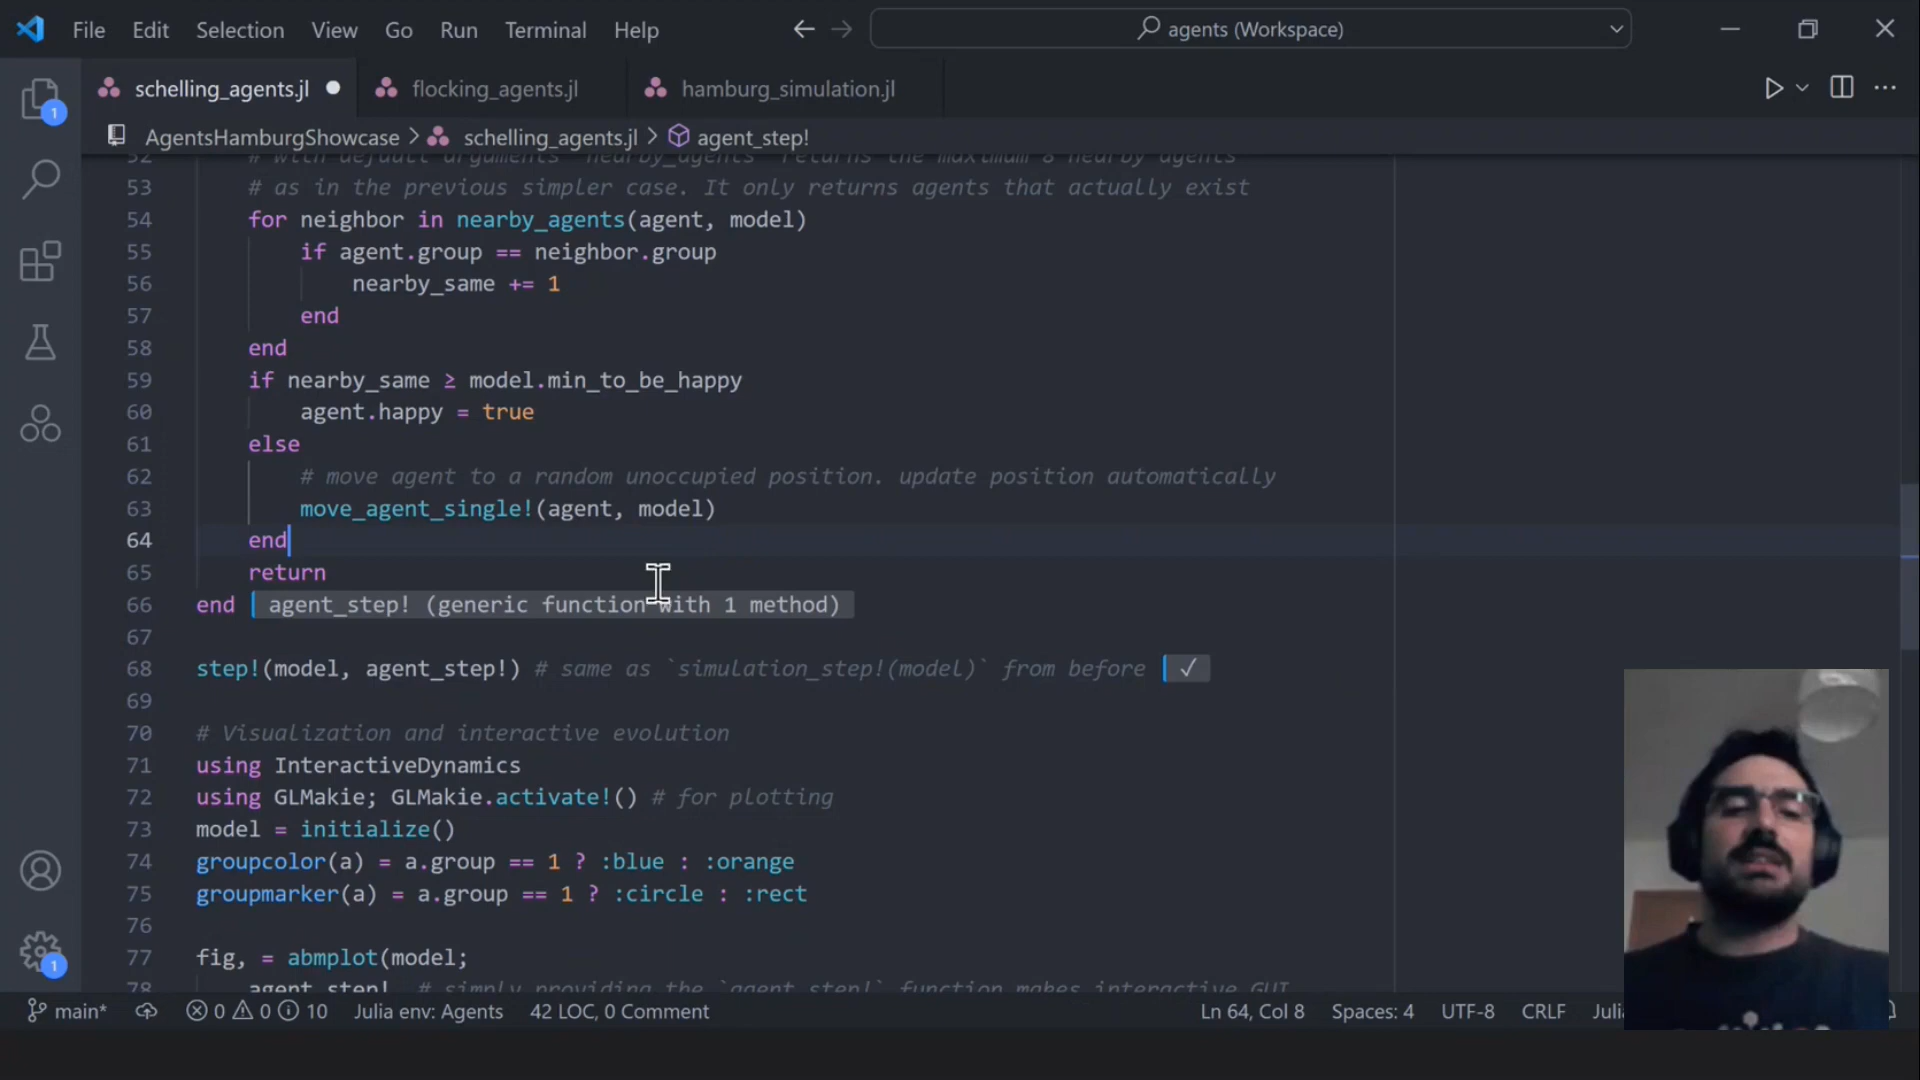 File Edit Selection View Go Run Terminal Help agents (Workspace)
schelling_agents.jl flocking_agents.jl hamburg_simulation.jl
AgentsHamburgShowcase > schelling_agents.jl > agent_step!
52 # with default arguments `nearby_agents` returns the maximum 8 nearby agents
53 # as in the previous simpler case. It only returns agents that actually exist
54 for neighbor in nearby_agents(agent, model)
55 if agent.group == neighbor.group
56 nearby_same += 1
57 end
58 end
59 if nearby_same ≥ model.min_to_be_happy
60 agent.happy = true
61 else
62 # move agent to a random unoccupied position. update position automatically
63 move_agent_single!(agent, model)
64 end
65 return
66 end agent_step! (generic function with 1 method)
67
68 step!(model, agent_step!) # same as `simulation_step!(model)` from before ✓
69
70 # Visualization and interactive evolution
71 using InteractiveDynamics
72 using GLMakie; GLMakie.activate!() # for plotting
73 model = initialize()
74 groupcolor(a) = a.group == 1 ? :blue : :orange
75 groupmarker(a) = a.group == 1 ? :circle : :rect
76
77 fig, = abmplot(model;
78 agent_step!, # simply providing the `agent_step!` function makes interactive GUI
1
1
main* 0 0 10 Julia env: Agents 42 LOC, 0 Comment Ln 64, Col 8 Spaces: 4 UTF-8 CRLF